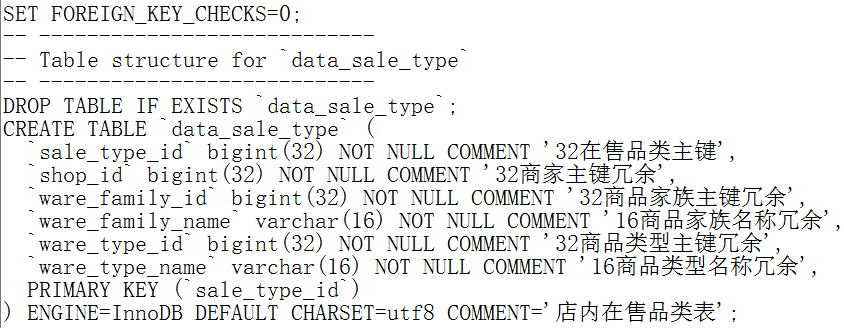 SET FOREIGN_KEY_CHECKS=0;
-- ----------------------------
-- Table structure for `data_sale_type`
-- ----------------------------
DROP TABLE IF EXISTS `data_sale_type`;
CREATE TABLE `data_sale_type` (
  `sale_type_id` bigint(32) NOT NULL COMMENT '32在售品类主键',
  `shop_id` bigint(32) NOT NULL COMMENT '32商家主键冗余',
  `ware_family_id` bigint(32) NOT NULL COMMENT '32商品家族主键冗余',
  `ware_family_name` varchar(16) NOT NULL COMMENT '16商品家族名称冗余',
  `ware_type_id` bigint(32) NOT NULL COMMENT '32商品类型主键冗余',
  `ware_type_name` varchar(16) NOT NULL COMMENT '16商品类型名称冗余',
  PRIMARY KEY (`sale_type_id`)
) ENGINE=InnoDB DEFAULT CHARSET=utf8 COMMENT='店内在售品类表';